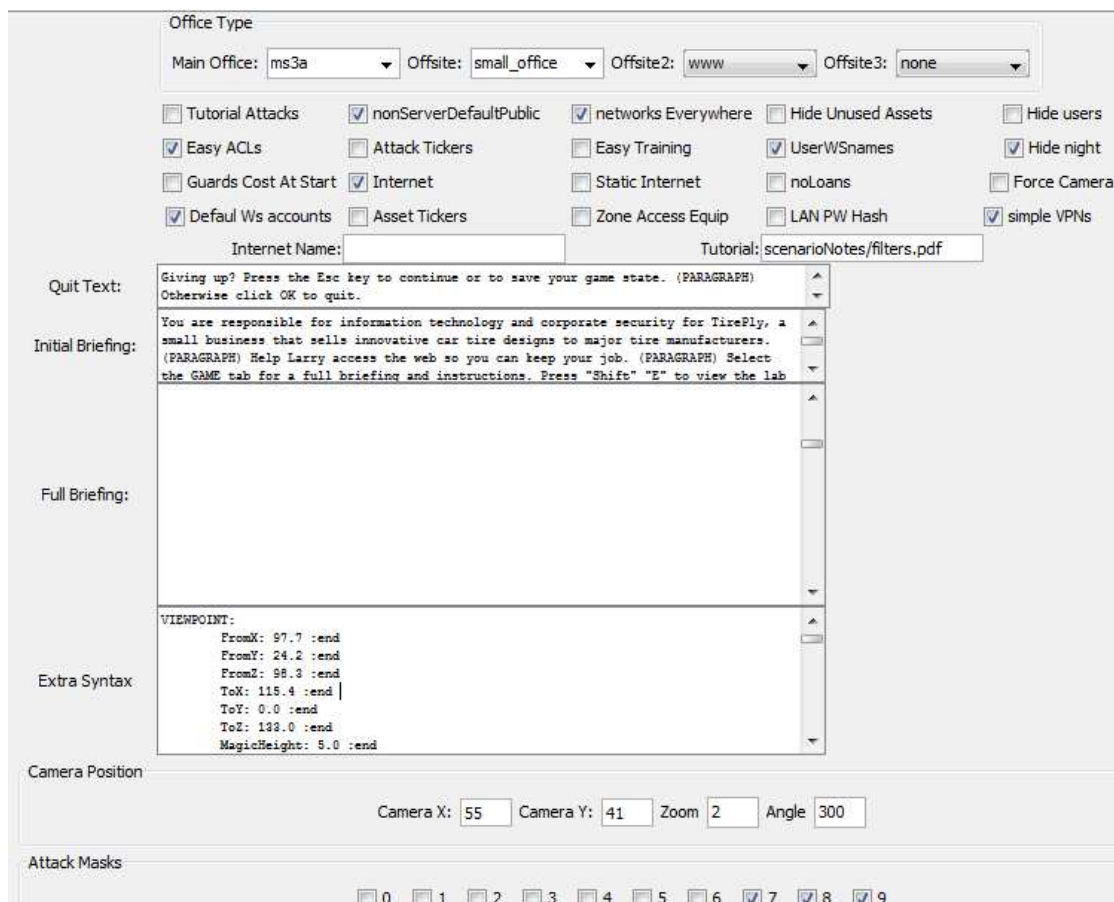 Office Type
Main Office: ms3a Offsite: small_office Offsite2: www Offsite3: none
Tutorial Attacks nonServerDefaultPublic networks Everywhere Hide Unused Assets Hide users
Easy ACLs Attack Tickers Easy Training UserWSnames Hide night
Guards Cost At Start Internet Static Internet noLoans Force Camera
Defaul Ws accounts Asset Tickers Zone Access Equip LAN PW Hash simple VPNs
Internet Name: Tutorial: scenarioNotes/filters.pdf
Quit Text:
Giving up? Press the Esc key to continue or to save your game state. (PARAGRAPH)
Otherwise click OK to quit.
Initial Briefing:
You are responsible for information technology and corporate security for TirePly, a
small business that sells innovative car tire designs to major tire manufacturers.
(PARAGRAPH) Help Larry access the web so you can keep your job. (PARAGRAPH) Select
the GAME tab for a full briefing and instructions. Press "Shift" "E" to view the lab
Full Briefing:
Extra Syntax
VIEWPOINT:
FromX: 97.7 :end
FromY: 24.2 :end
FromZ: 98.3 :end
ToX: 115.4 :end
ToY: 0.0 :end
ToZ: 133.0 :end
MagicHeight: 5.0 :end
Camera Position
Camera X: 55 Camera Y: 41 Zoom 2 Angle 300
Attack Masks
0 1 2 3 4 5 6 7 8 9